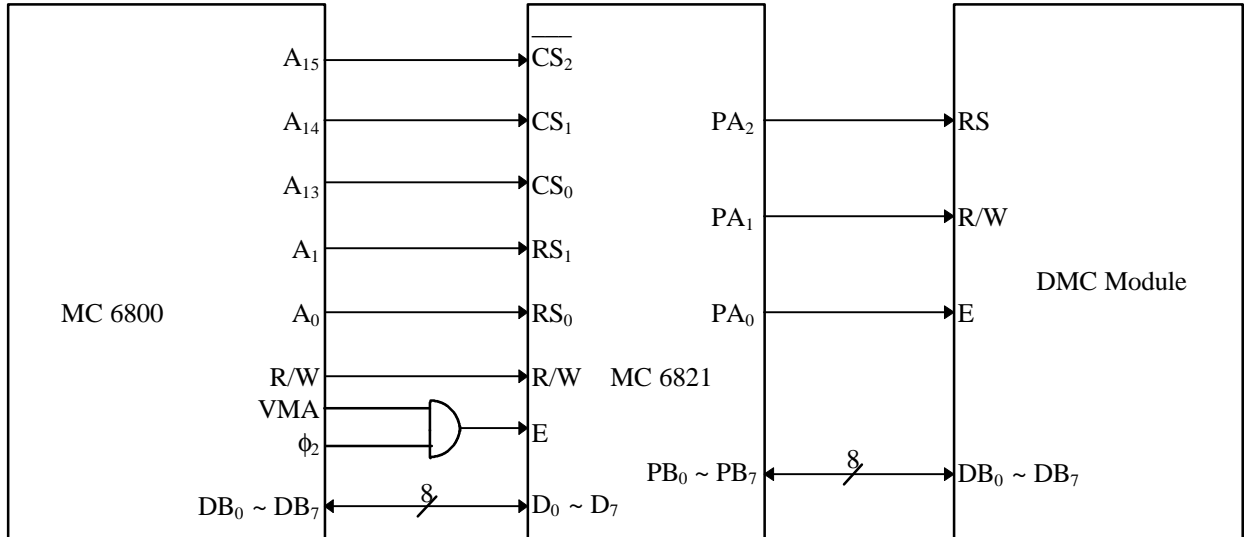 A15 C̅S̅2̅
A14 CS1 PA2 RS
A13 CS0
PA1 R/W
A1 RS1
DMC Module
MC 6800 A0 RS0 PA0 E
R/W R/W MC 6821
VMA
E
ϕ2
8
PB0 ~ PB7 DB0 ~ DB7
8
DB0 ~ DB7 D0 ~ D7